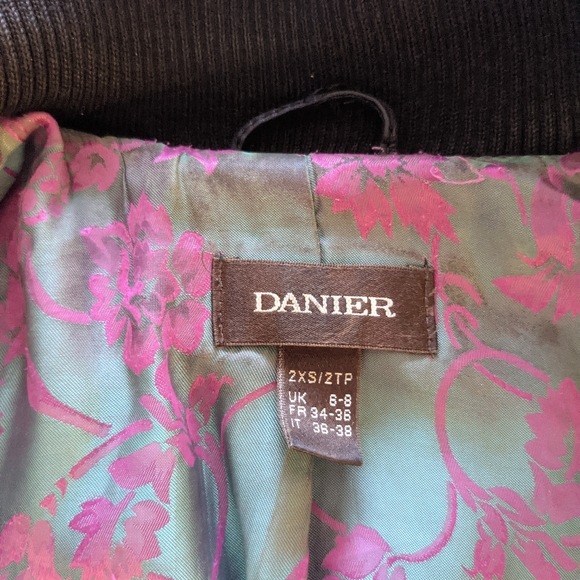 DANIER
2XS/2TP
UK 6-8
FR 34-36
IT 36-38